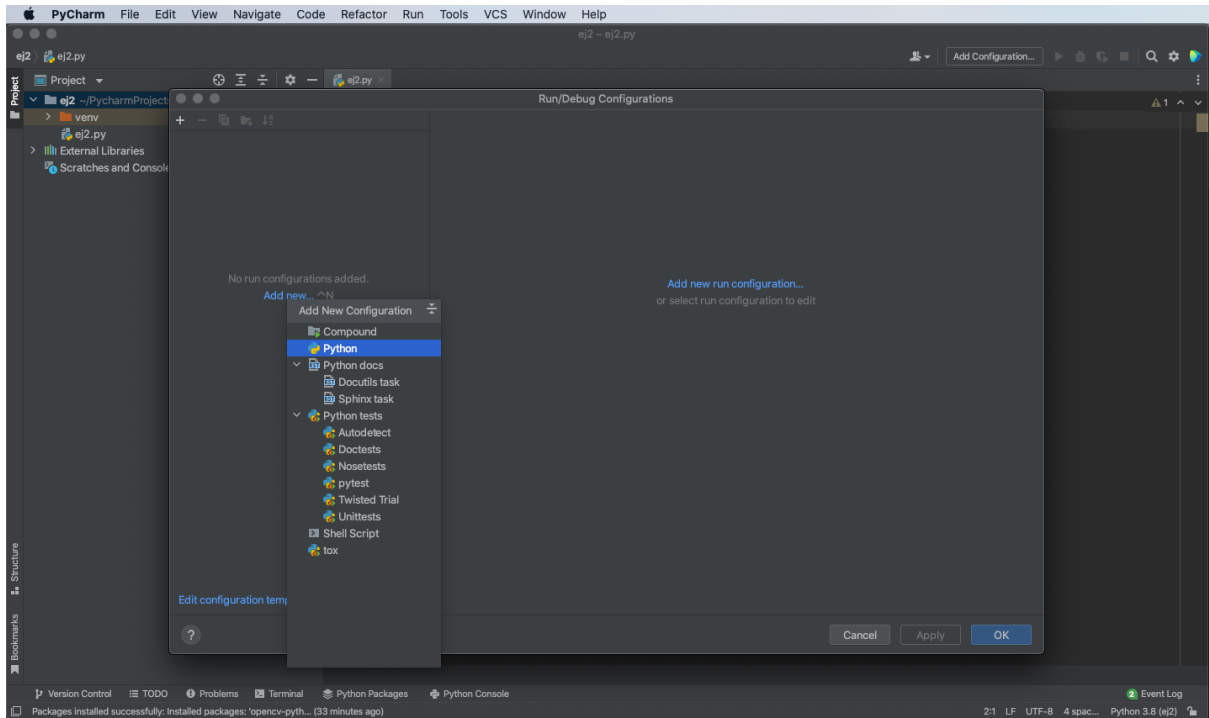 PyCharm File Edit View Navigate Code Refactor Run Tools VCS Window Help
ej2 – ej2.py
ej2 ej2.py
Add Configuration...
Project
Project
ej2.py
ej2 ~/PycharmProject
Run/Debug Configurations
1
venv
ej2.py
External Libraries
Scratches and Console
No run configurations added.
Add new... ^N
Add new run configuration...
or select run configuration to edit
Add New Configuration
Compound
Python
Python docs
Docutils task
Sphinx task
Python tests
Autodetect
Doctests
Nosetests
pytest
Twisted Trial
Unittests
Shell Script
tox
Structure
Edit configuration temp
Bookmarks
?
Cancel
Apply
OK
Version Control TODO Problems Terminal Python Packages Python Console
2 Event Log
Packages installed successfully: Installed packages: 'opencv-pyth... (33 minutes ago)
2:1 LF UTF-8 4 spac... Python 3.8 (ej2)